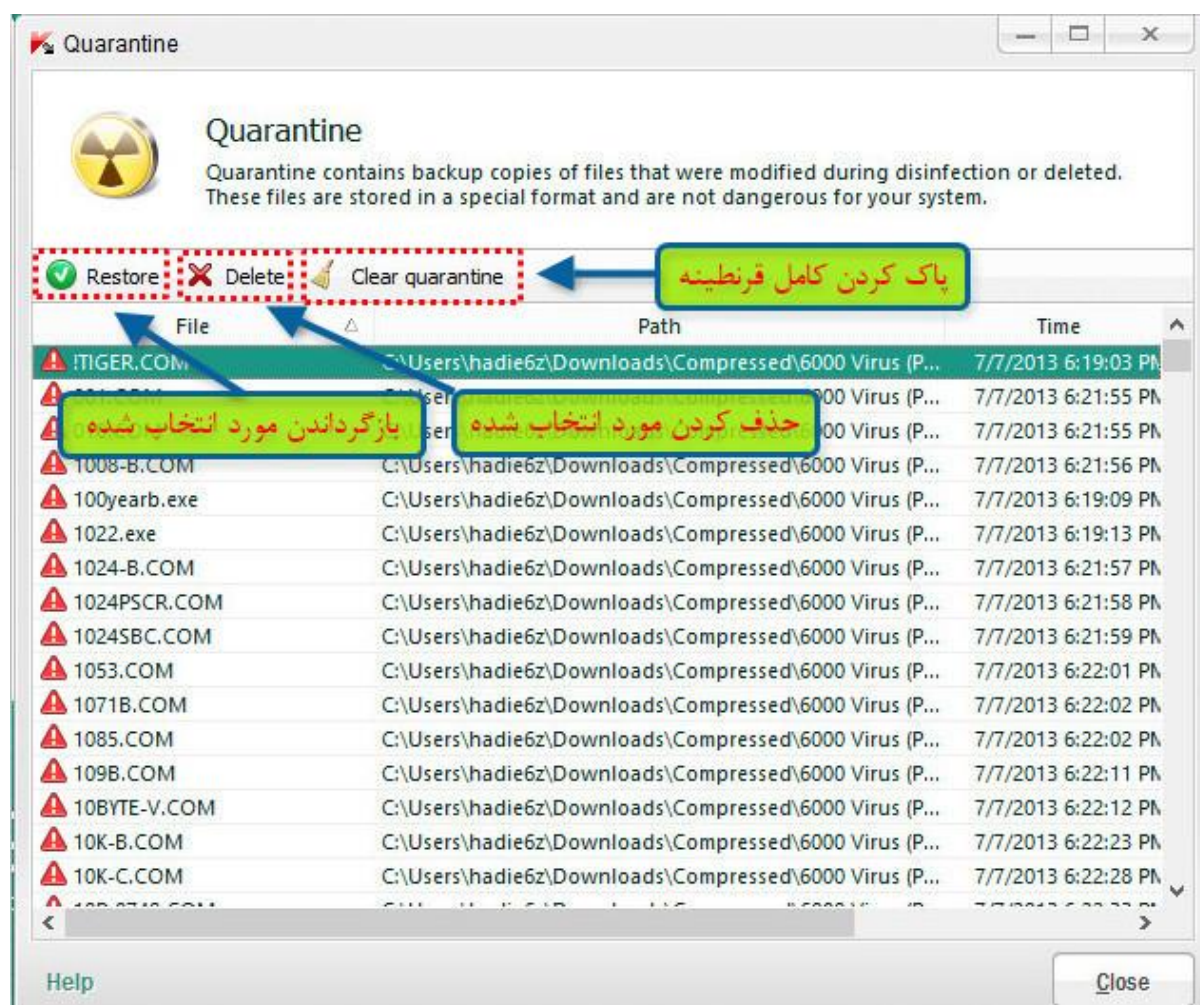 Quarantine
Quarantine
Quarantine contains backup copies of files that were modified during disinfection or deleted.
These files are stored in a special format and are not dangerous for your system.
Restore Delete Clear quarantine پاک کردن کامل قرنطینه
File Path Time
!TIGER.COM C:\Users\hadie6z\Downloads\Compressed\6000 Virus (P... 7/7/2013 6:19:03 PM
000 Virus (P... 7/7/2013 6:21:55 PM
بازگرداندن مورد انتخاب شده حذف کردن مورد انتخاب شده
000 Virus (P... 7/7/2013 6:21:55 PM
1008-B.COM C:\Users\hadie6z\Downloads\Compressed\6000 Virus (P... 7/7/2013 6:21:56 PM
100yearb.exe C:\Users\hadie6z\Downloads\Compressed\6000 Virus (P... 7/7/2013 6:19:09 PM
1022.exe C:\Users\hadie6z\Downloads\Compressed\6000 Virus (P... 7/7/2013 6:19:13 PM
1024-B.COM C:\Users\hadie6z\Downloads\Compressed\6000 Virus (P... 7/7/2013 6:21:57 PM
1024PSCR.COM C:\Users\hadie6z\Downloads\Compressed\6000 Virus (P... 7/7/2013 6:21:58 PM
1024SBC.COM C:\Users\hadie6z\Downloads\Compressed\6000 Virus (P... 7/7/2013 6:21:59 PM
1053.COM C:\Users\hadie6z\Downloads\Compressed\6000 Virus (P... 7/7/2013 6:22:01 PM
1071B.COM C:\Users\hadie6z\Downloads\Compressed\6000 Virus (P... 7/7/2013 6:22:02 PM
1085.COM C:\Users\hadie6z\Downloads\Compressed\6000 Virus (P... 7/7/2013 6:22:02 PM
109B.COM C:\Users\hadie6z\Downloads\Compressed\6000 Virus (P... 7/7/2013 6:22:11 PM
10BYTE-V.COM C:\Users\hadie6z\Downloads\Compressed\6000 Virus (P... 7/7/2013 6:22:12 PM
10K-B.COM C:\Users\hadie6z\Downloads\Compressed\6000 Virus (P... 7/7/2013 6:22:23 PM
10K-C.COM C:\Users\hadie6z\Downloads\Compressed\6000 Virus (P... 7/7/2013 6:22:28 PM
Help Close